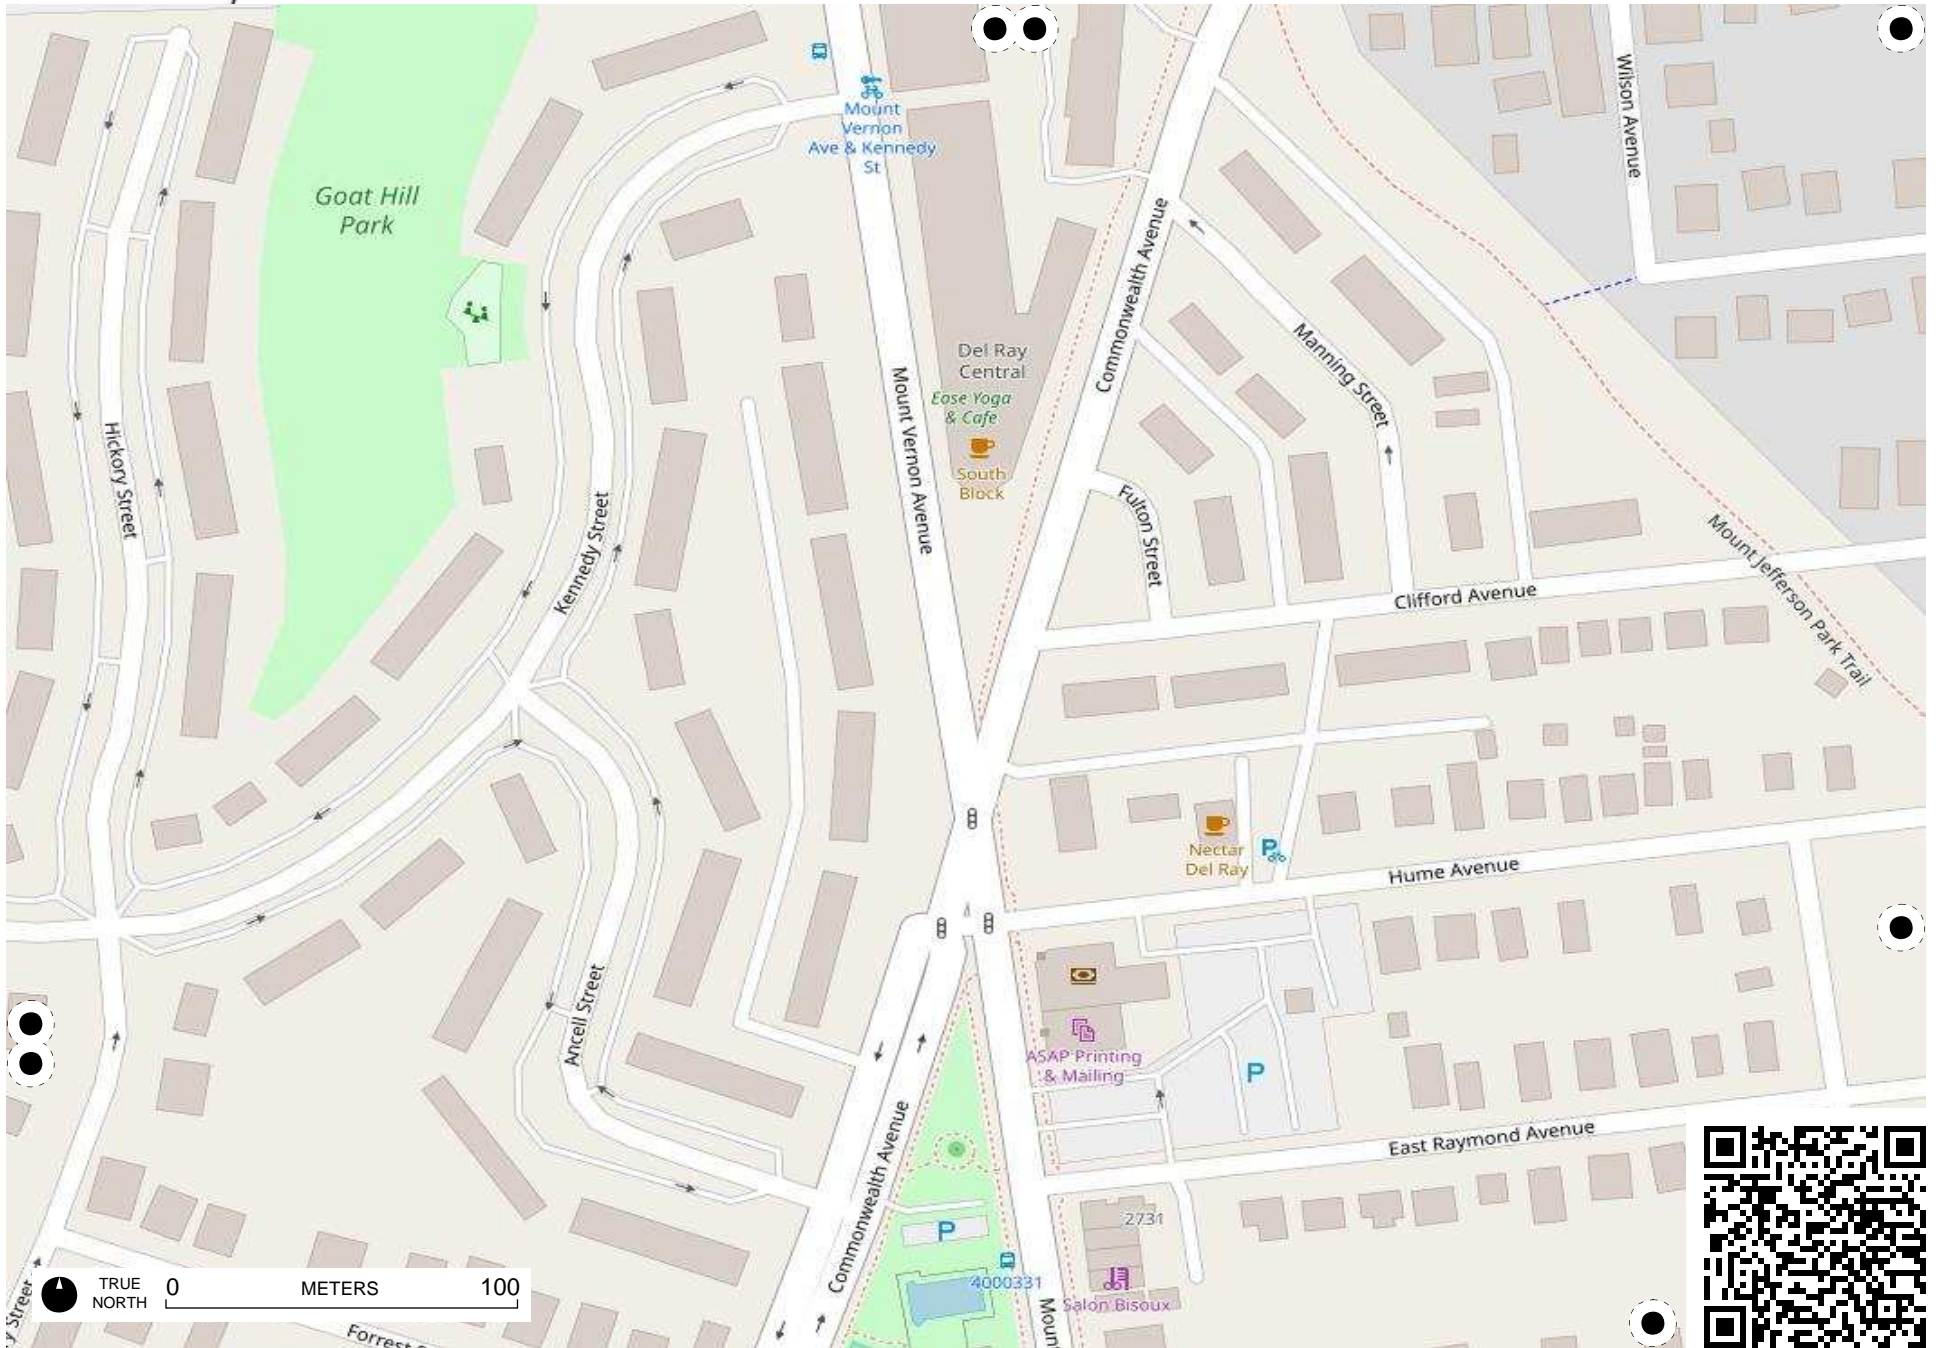 Mount
Vernon
Ave & Kennedy
St
Wilson Avenue
Goat Hill
Park
Commonwealth Avenue
Manning Street
Del Ray
Central
Ease Yoga
& Cafe
South
Block
Mount Vernon Avenue
Hickory Street
Kennedy Street
Fulton Street
Clifford Avenue
Mount Jefferson Park Trail
Nectar
Del Ray
P
Hume Avenue
Ancell Street
ASAP Printing
& Mailing
P
Commonwealth Avenue
East Raymond Avenue
2731
P
4000331
Salon Bisoux
Moun
TRUE
NORTH
0
METERS
100
y Street
Forrest